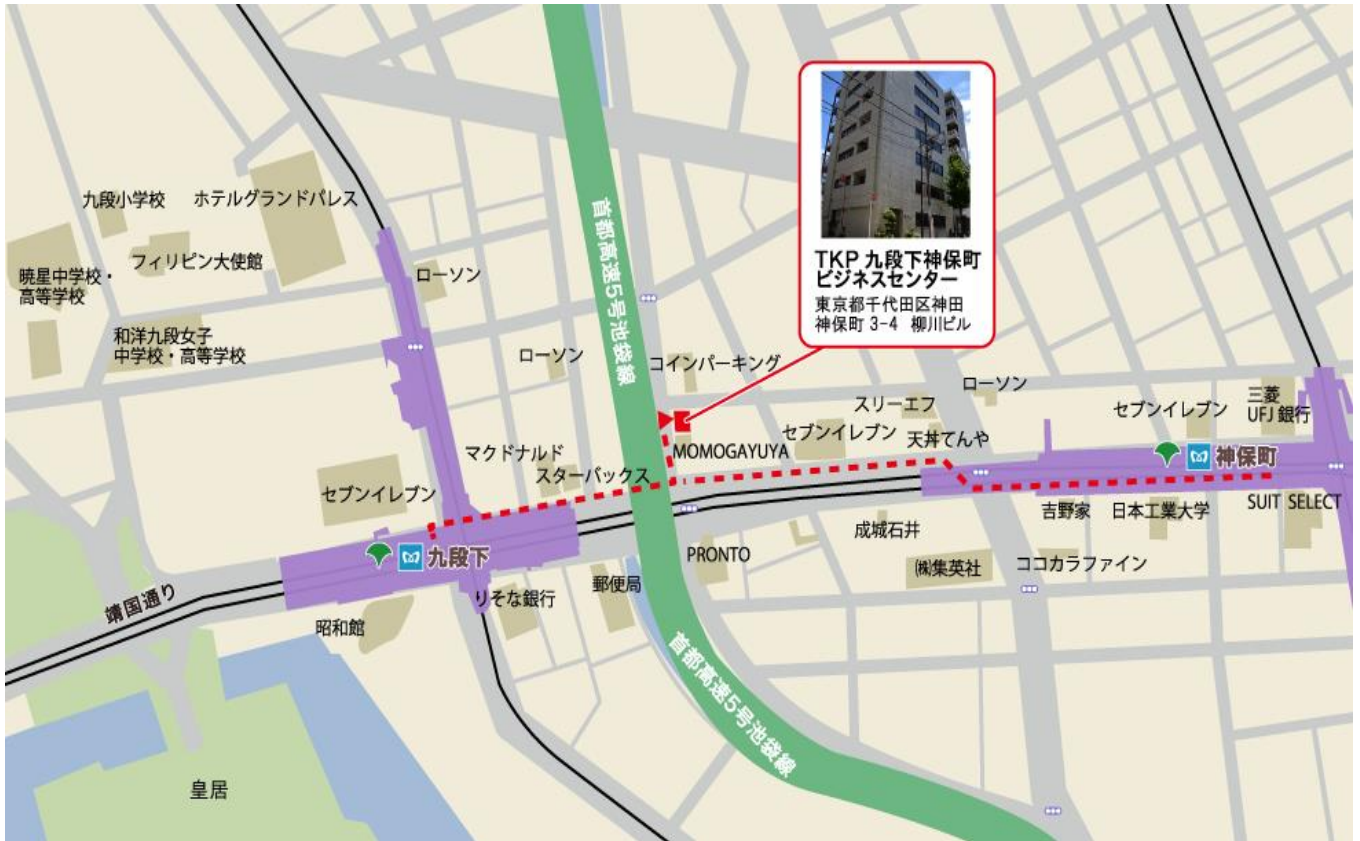 九段小学校
ホテルグランドパレス
暁星中学校・
高等学校
フィリピン大使館
和洋九段女子
中学校・高等学校
ローソン
ローソン
首都高速5号池袋線
TKP 九段下神保町
ビジネスセンター
東京都千代田区神田
神保町 3-4 柳川ビル
コインパーキング
スリーエフ
ローソン
セブンイレブン
三菱
UFJ 銀行
マクドナルド
スターバックス
MOMOGAYUYA
セブンイレブン
天丼てんや
神保町
セブンイレブン
九段下
吉野家
日本工業大学
SUIT SELECT
成城石井
PRONTO
㈱集英社
ココカラファイン
郵便局
りそな銀行
昭和館
靖国通り
首都高速5号池袋線
皇居